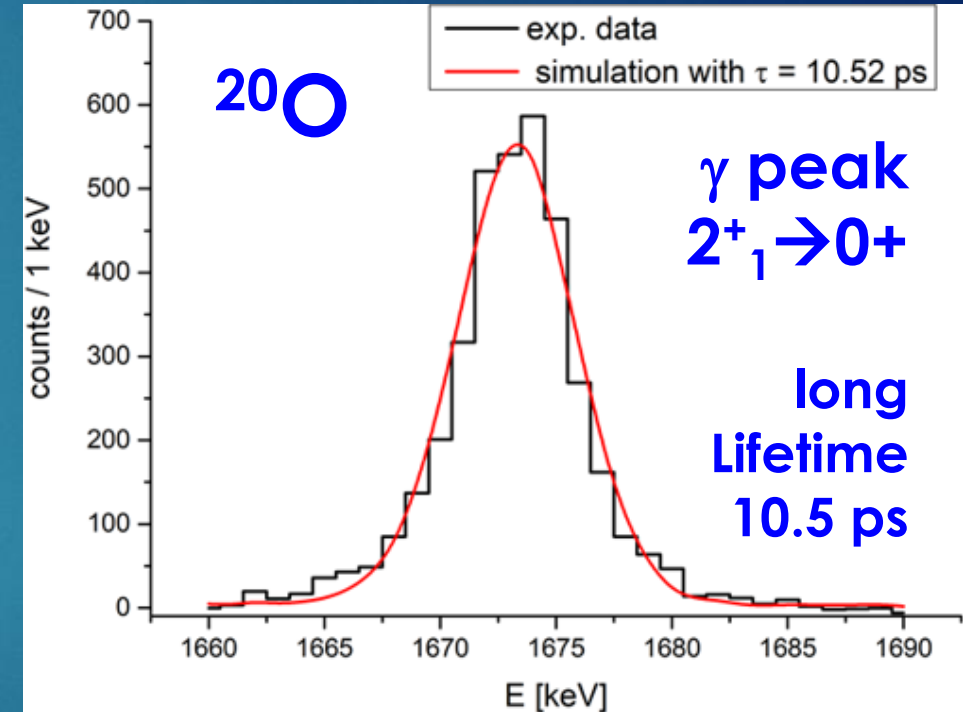 700
600
500
400
300
200
100
0
counts / 1 keV
exp. data
simulation with τ = 10.52 ps
²⁰O
γ peak
2⁺₁→0+
long
Lifetime
10.5 ps
1660 1665 1670 1675 1680 1685 1690
E [keV]